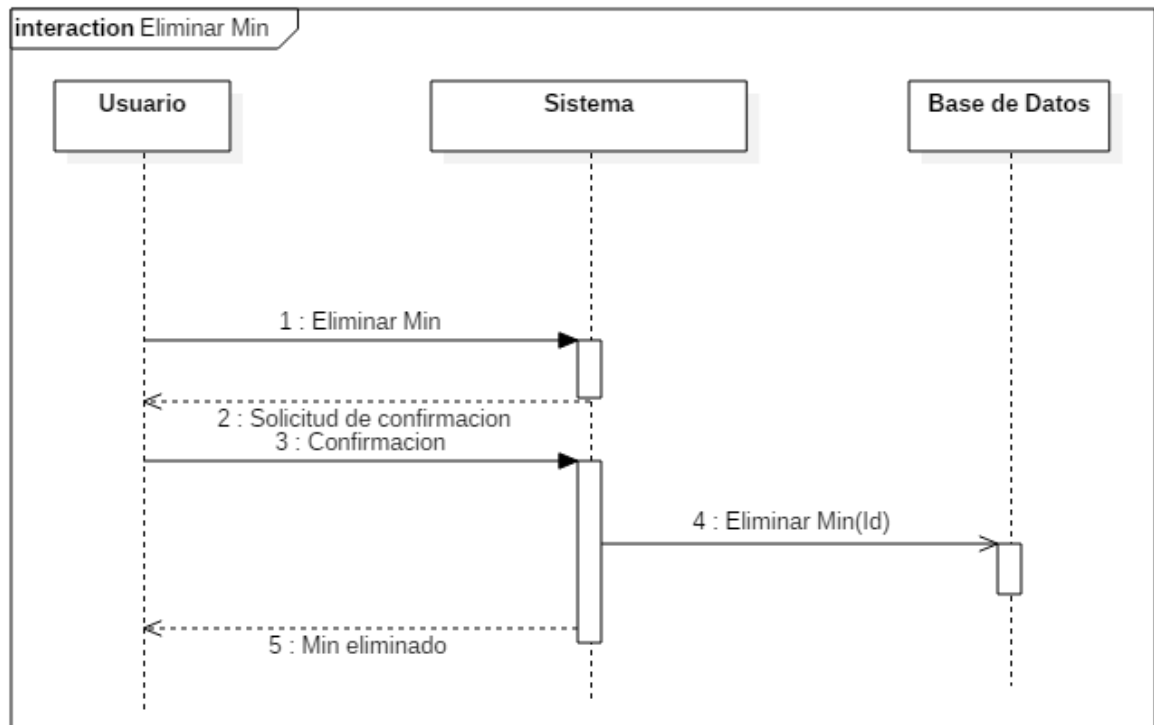 interaction Eliminar Min
Usuario
Sistema
Base de Datos
1 : Eliminar Min
2 : Solicitud de confirmacion
3 : Confirmacion
4 : Eliminar Min(Id)
5 : Min eliminado